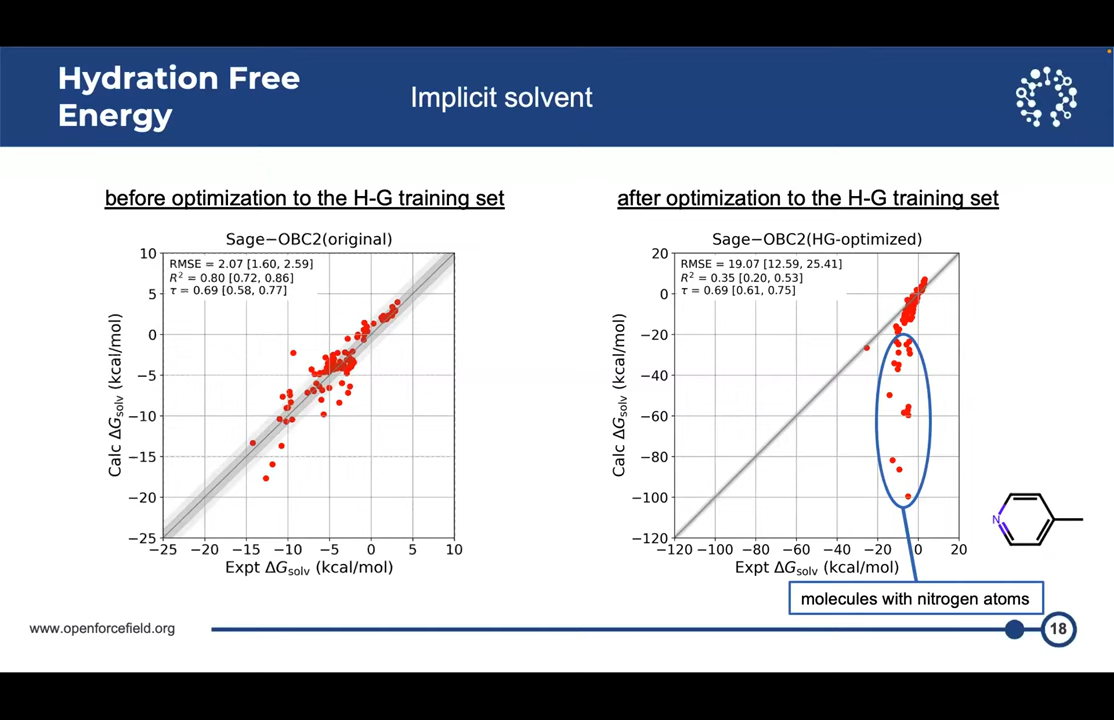 Hydration Free
Energy
Implicit solvent
before optimization to the H-G training set
after optimization to the H-G training set
Sage−OBC2(original)
RMSE = 2.07 [1.60, 2.59]
R² = 0.80 [0.72, 0.86]
τ = 0.69 [0.58, 0.77]
10
5
0
−5
−10
−15
−20
−25
Calc ΔGsolv (kcal/mol)
−25 −20 −15 −10 −5 0 5 10
Expt ΔGsolv (kcal/mol)
Sage−OBC2(HG-optimized)
RMSE = 19.07 [12.59, 25.41]
R² = 0.35 [0.20, 0.53]
τ = 0.69 [0.61, 0.75]
20
0
−20
−40
−60
−80
−100
−120
Calc ΔGsolv (kcal/mol)
−120 −100 −80 −60 −40 −20 0 20
Expt ΔGsolv (kcal/mol)
N
molecules with nitrogen atoms
www.openforcefield.org
18